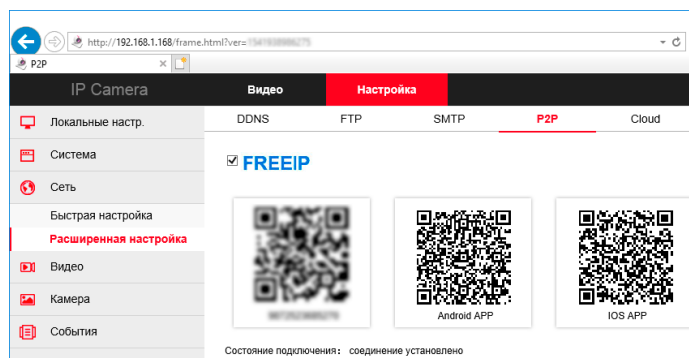 http://192.168.1.168/frame.html?ver=
P2P
IP Camera
Видео
Настройка
Локальные настр.
Система
Сеть
Быстрая настройка
Расширенная настройка
Видео
Камера
События
DDNS
FTP
SMTP
P2P
Cloud
FREEIP
Android APP
IOS APP
Состояние подключения: соединение установлено